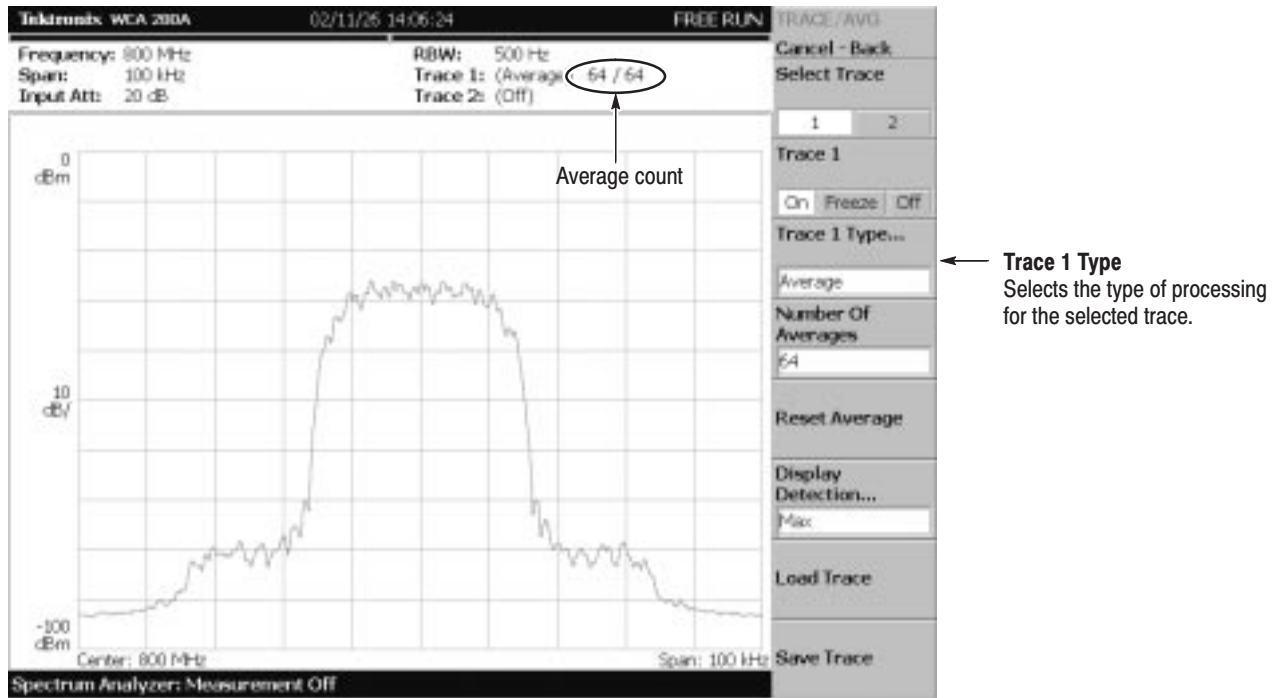 Tektronix WCA 200A 02/11/26 14:06:24 FREE RUN
Frequency: 800 MHz
Span: 100 kHz
Input Att: 20 dB
RBW: 500 Hz
Trace 1: (Average) 64 / 64
Trace 2: (Off)
Average count
0
dBm
10
dB/
-100
dBm
Center: 800 MHz
Span: 100 kHz
Spectrum Analyzer: Measurement Off
TRACE/AVG
Cancel - Back
Select Trace
1 2
Trace 1
On Freeze Off
Trace 1 Type...
Average
Number Of
Averages
64
Reset Average
Display
Detection...
Max
Load Trace
Save Trace
Trace 1 Type
Selects the type of processing
for the selected trace.